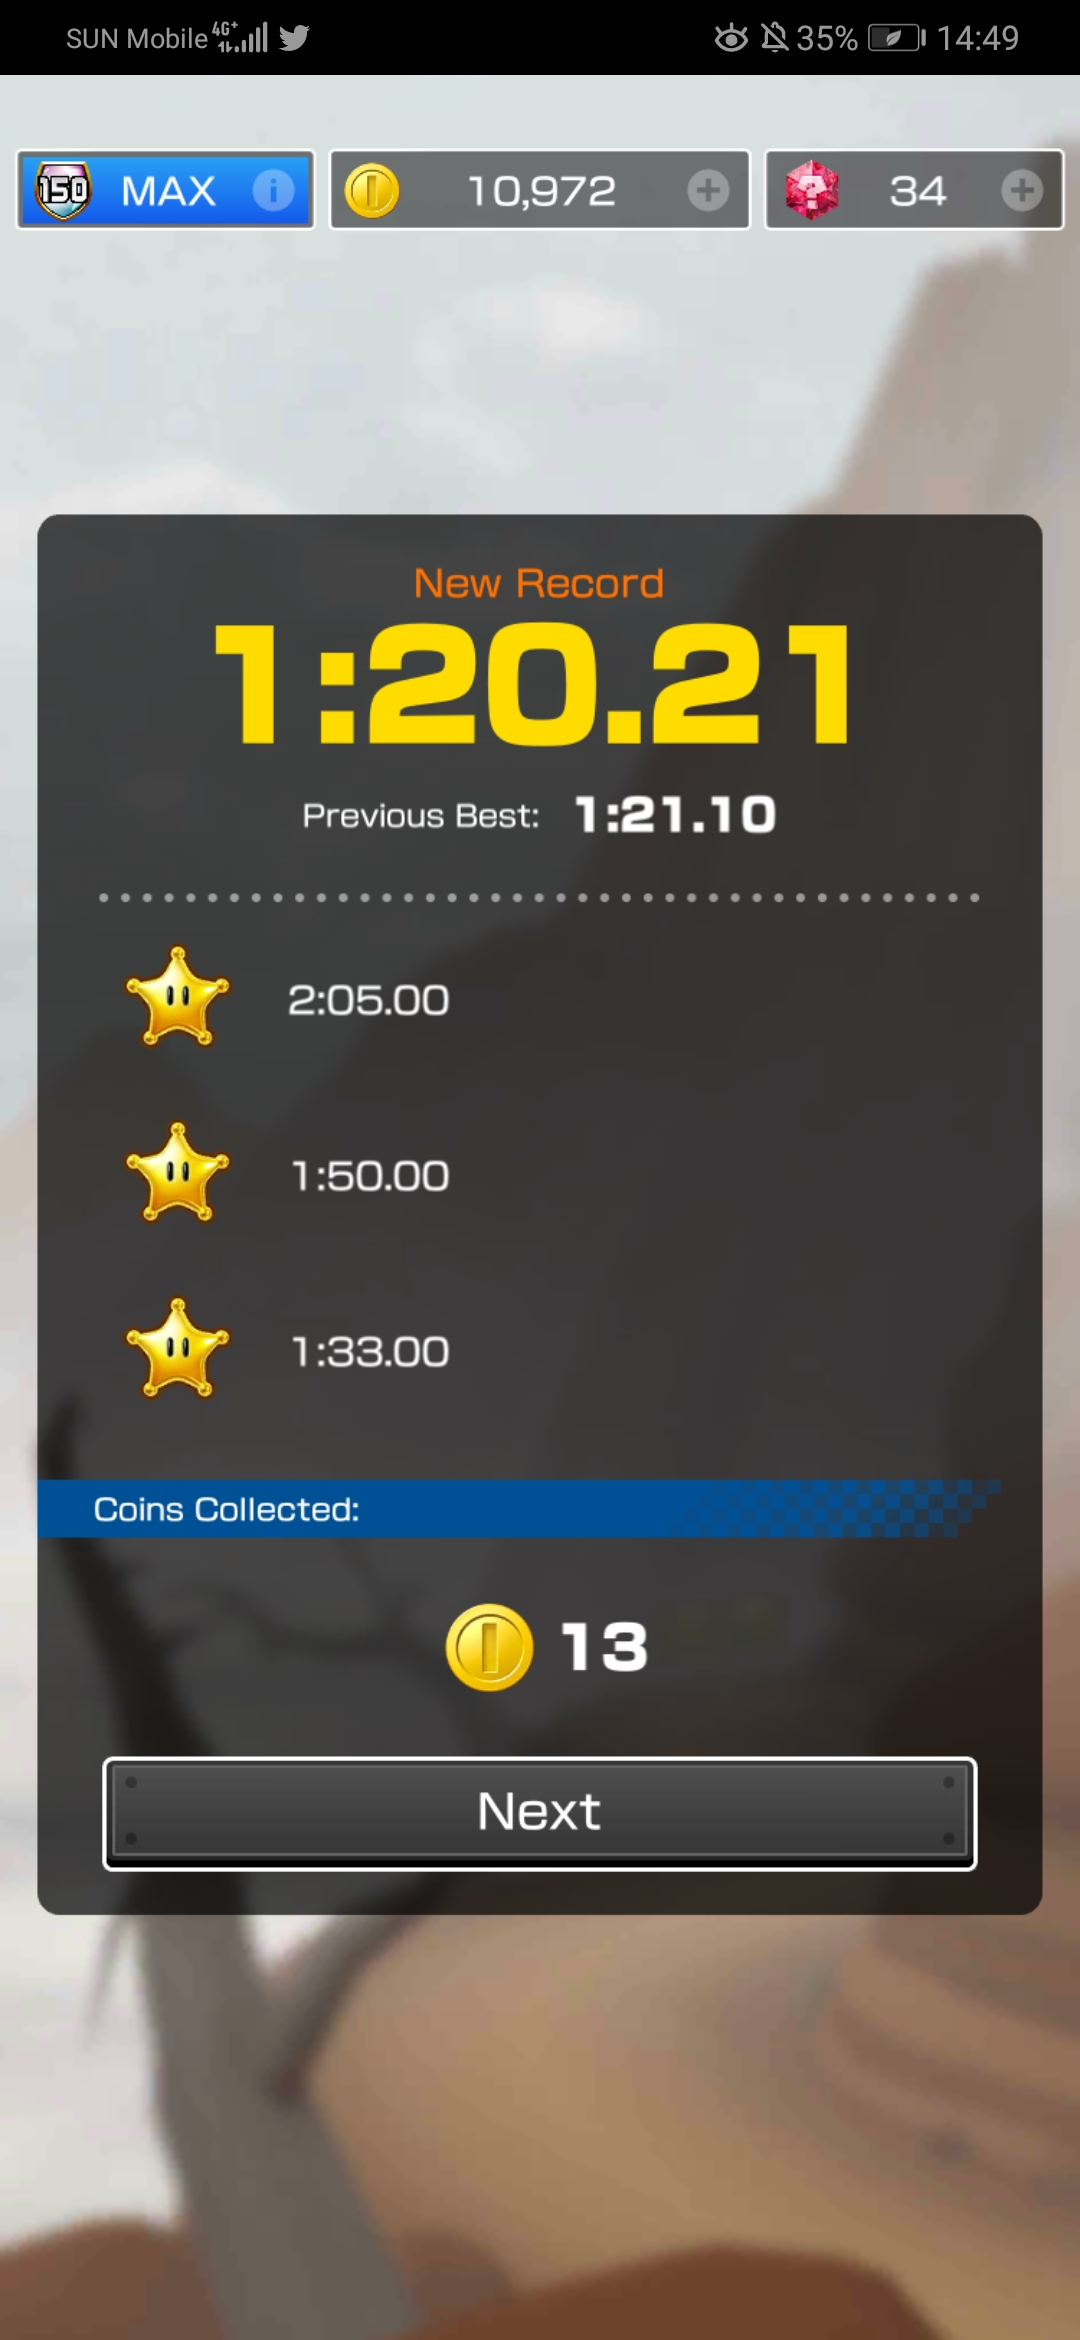 SUN Mobile 4G+ 35% 14:49
150 MAX i 10,972 + 34 +
New Record
1:20.21
Previous Best: 1:21.10
2:05.00
1:50.00
1:33.00
Coins Collected:
13
Next